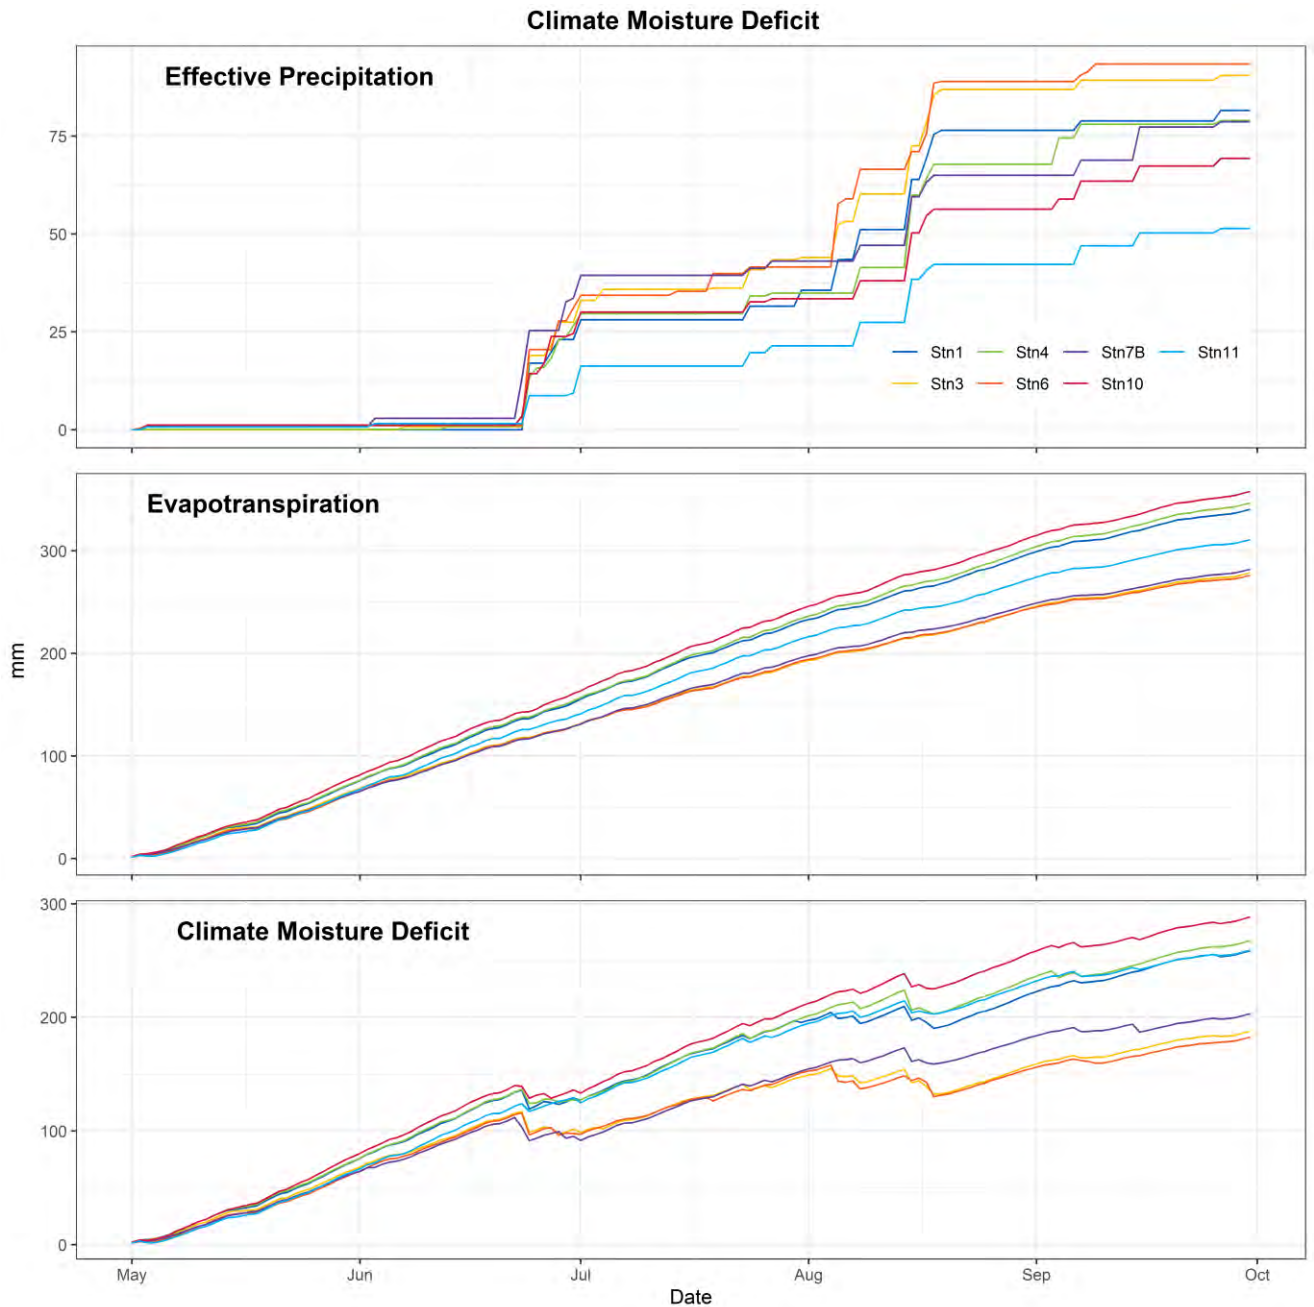 Climate Moisture Deficit
Effective Precipitation
75
50
25
0
Stn1 Stn4 Stn7B Stn11
Stn3 Stn6 Stn10
Evapotranspiration
300
200
100
0
mm
Climate Moisture Deficit
300
200
100
0
May Jun Jul Aug Sep Oct
Date